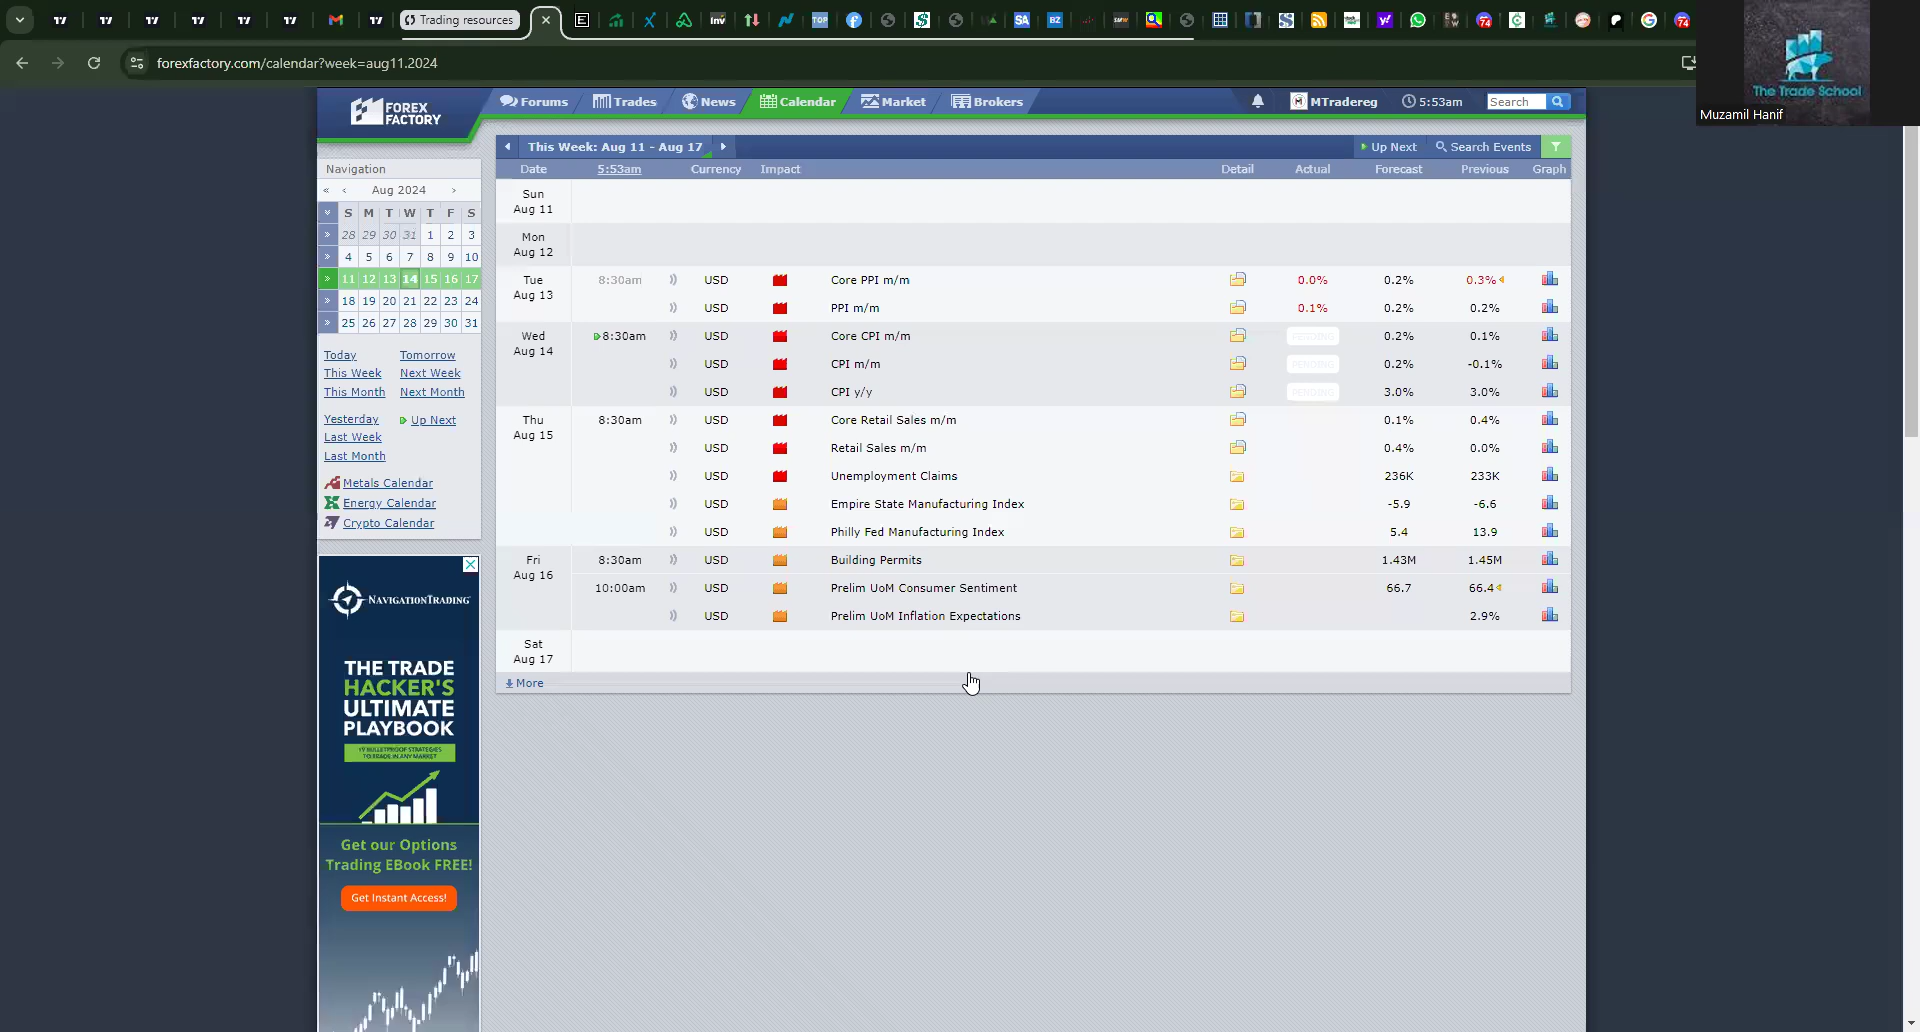 Trading resources
forexfactory.com/calendar?week=aug11.2024
The Trade School
Muzamil Hanif
FOREX FACTORY
Forums Trades News Calendar Market Brokers MTradereg 5:53am Search
Navigation
Aug 2024
S M T W T F S
28 29 30 31 1 2 3
4 5 6 7 8 9 10
11 12 13 14 15 16 17
18 19 20 21 22 23 24
25 26 27 28 29 30 31
Today Tomorrow
This Week Next Week
This Month Next Month
Yesterday Up Next
Last Week
Last Month
Metals Calendar
Energy Calendar
Crypto Calendar
NAVIGATIONTRADING
THE TRADE
HACKER'S
ULTIMATE
PLAYBOOK
Get our Options
Trading EBook FREE!
Get Instant Access!
This Week: Aug 11 - Aug 17 Up Next Search Events
Date 5:53am Currency Impact Detail Actual Forecast Previous Graph
Sun
Aug 11
Mon
Aug 12
Tue
Aug 13
8:30am USD Core PPI m/m 0.0% 0.2% 0.3%
USD PPI m/m 0.1% 0.2% 0.2%
Wed
Aug 14
8:30am USD Core CPI m/m PENDING 0.2% 0.1%
USD CPI m/m PENDING 0.2% -0.1%
USD CPI y/y PENDING 3.0% 3.0%
Thu
Aug 15
8:30am USD Core Retail Sales m/m 0.1% 0.4%
USD Retail Sales m/m 0.4% 0.0%
USD Unemployment Claims 236K 233K
USD Empire State Manufacturing Index -5.9 -6.6
USD Philly Fed Manufacturing Index 5.4 13.9
Fri
Aug 16
8:30am USD Building Permits 1.43M 1.45M
10:00am USD Prelim UoM Consumer Sentiment 66.7 66.4
USD Prelim UoM Inflation Expectations 2.9%
Sat
Aug 17
More